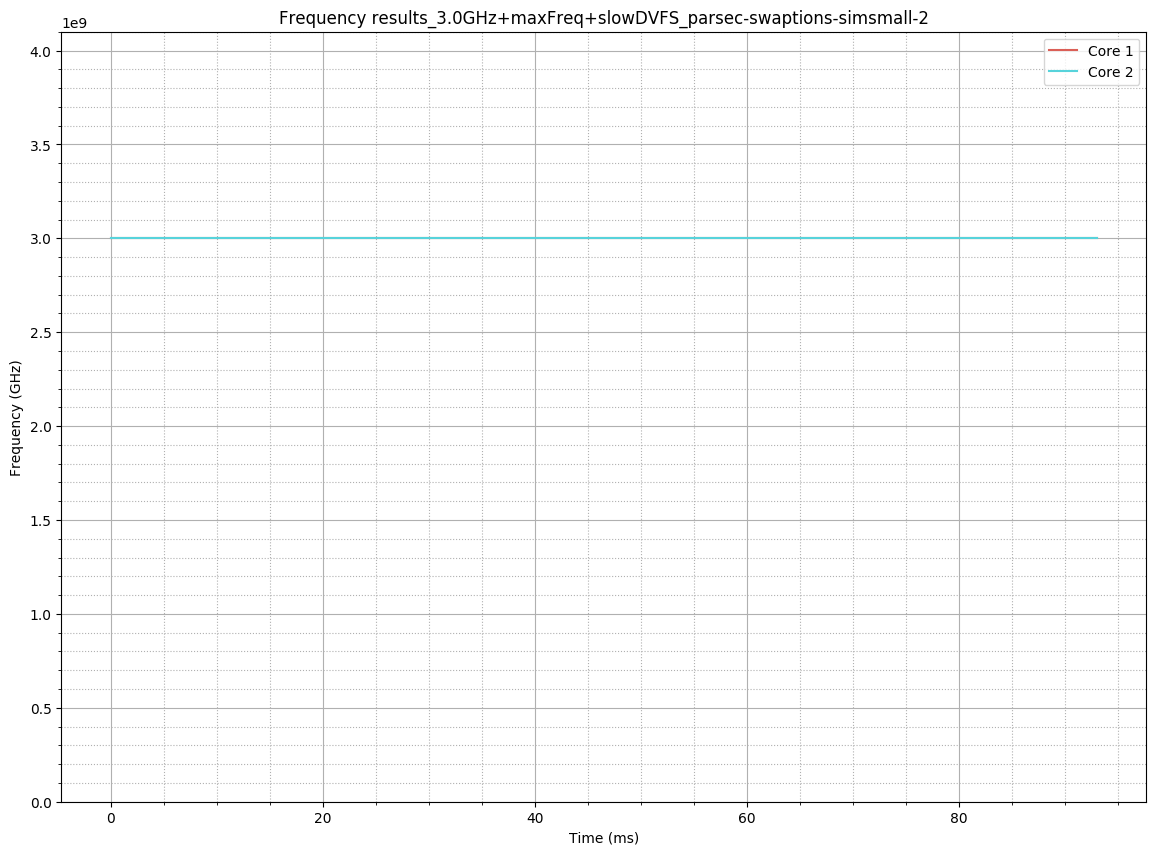 Frequency results_3.0GHz+maxFreq+slowDVFS_parsec-swaptions-simsmall-2
1e9
Core 1
Core 2
4.0
3.5
3.0
2.5
2.0
1.5
1.0
0.5
0.0
Frequency (GHz)
0 20 40 60 80
Time (ms)